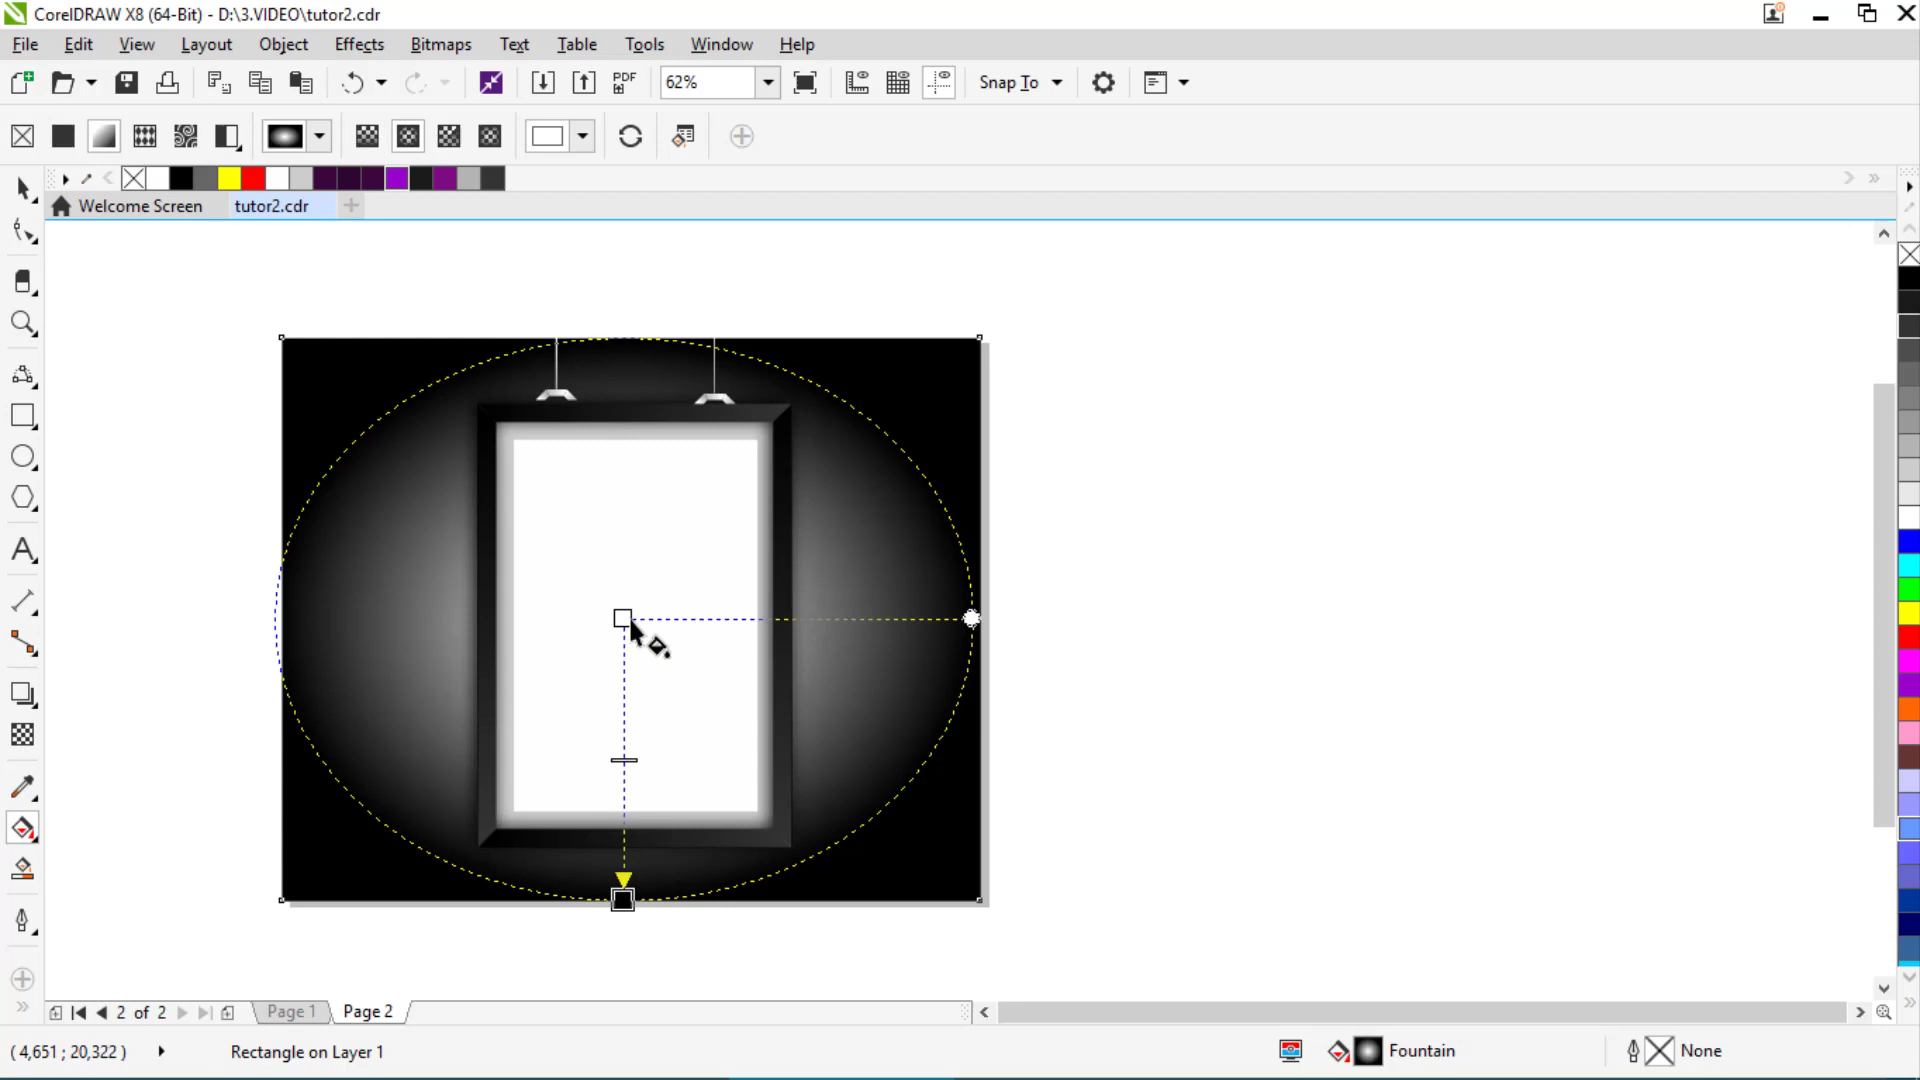 CorelDRAW X8 (64-Bit) - D:\3.VIDEO\tutor2.cdr
File Edit View Layout Object Effects Bitmaps Text Table Tools Window Help
PDF 62% Snap To
Welcome Screen tutor2.cdr
2 of 2 Page 1 Page 2
( 4,651 ; 20,322 ) Rectangle on Layer 1 Fountain None